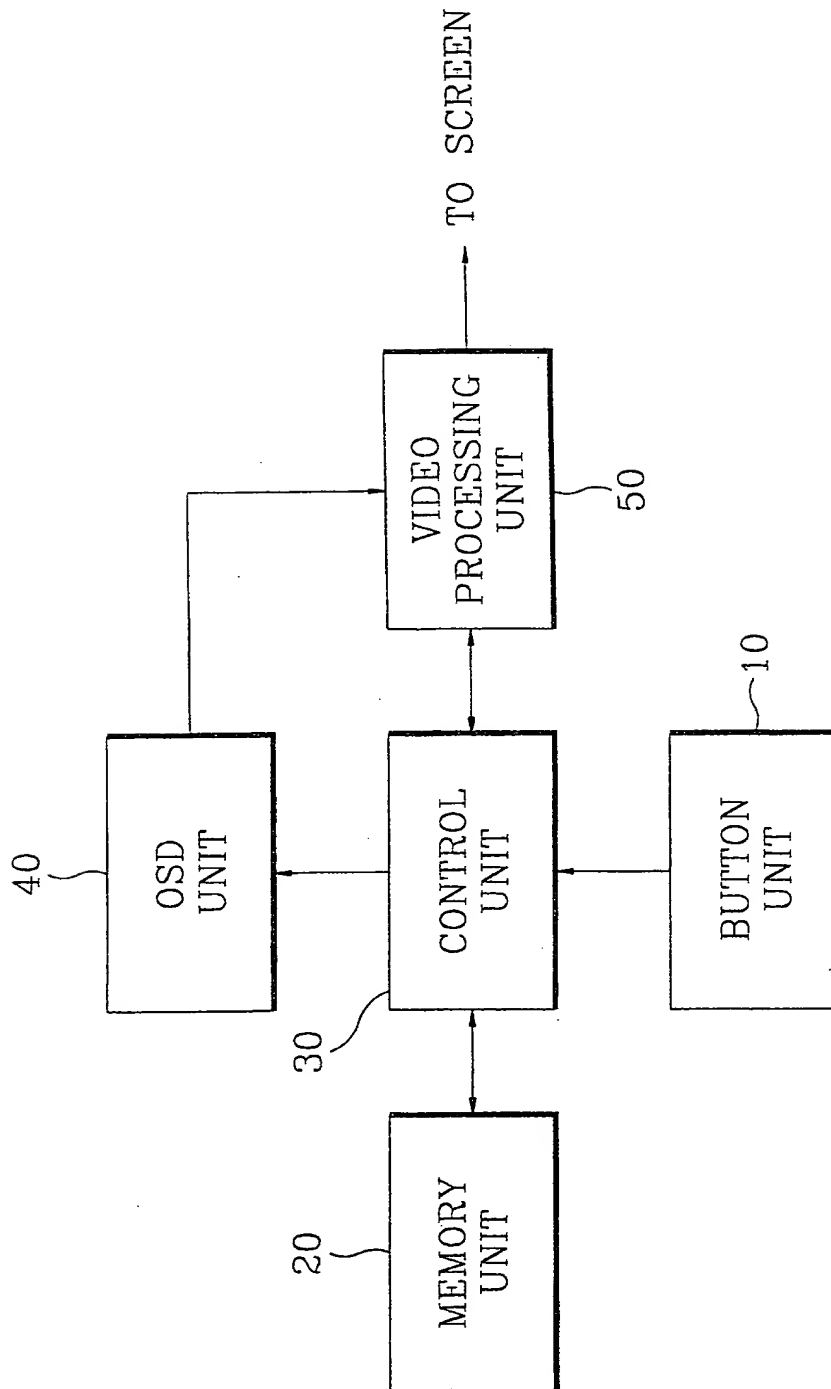 40
OSD
UNIT
30
CONTROL
UNIT
20
MEMORY
UNIT
VIDEO
PROCESSING
UNIT
50
TO SCREEN
BUTTON
UNIT
10